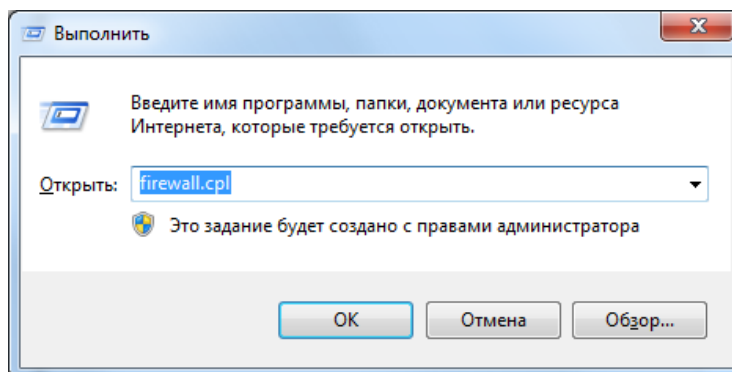 Выполнить
Введите имя программы, папки, документа или ресурса
Интернета, которые требуется открыть.
Открыть: firewall.cpl
Это задание будет создано с правами администратора
ОК Отмена Обзор...